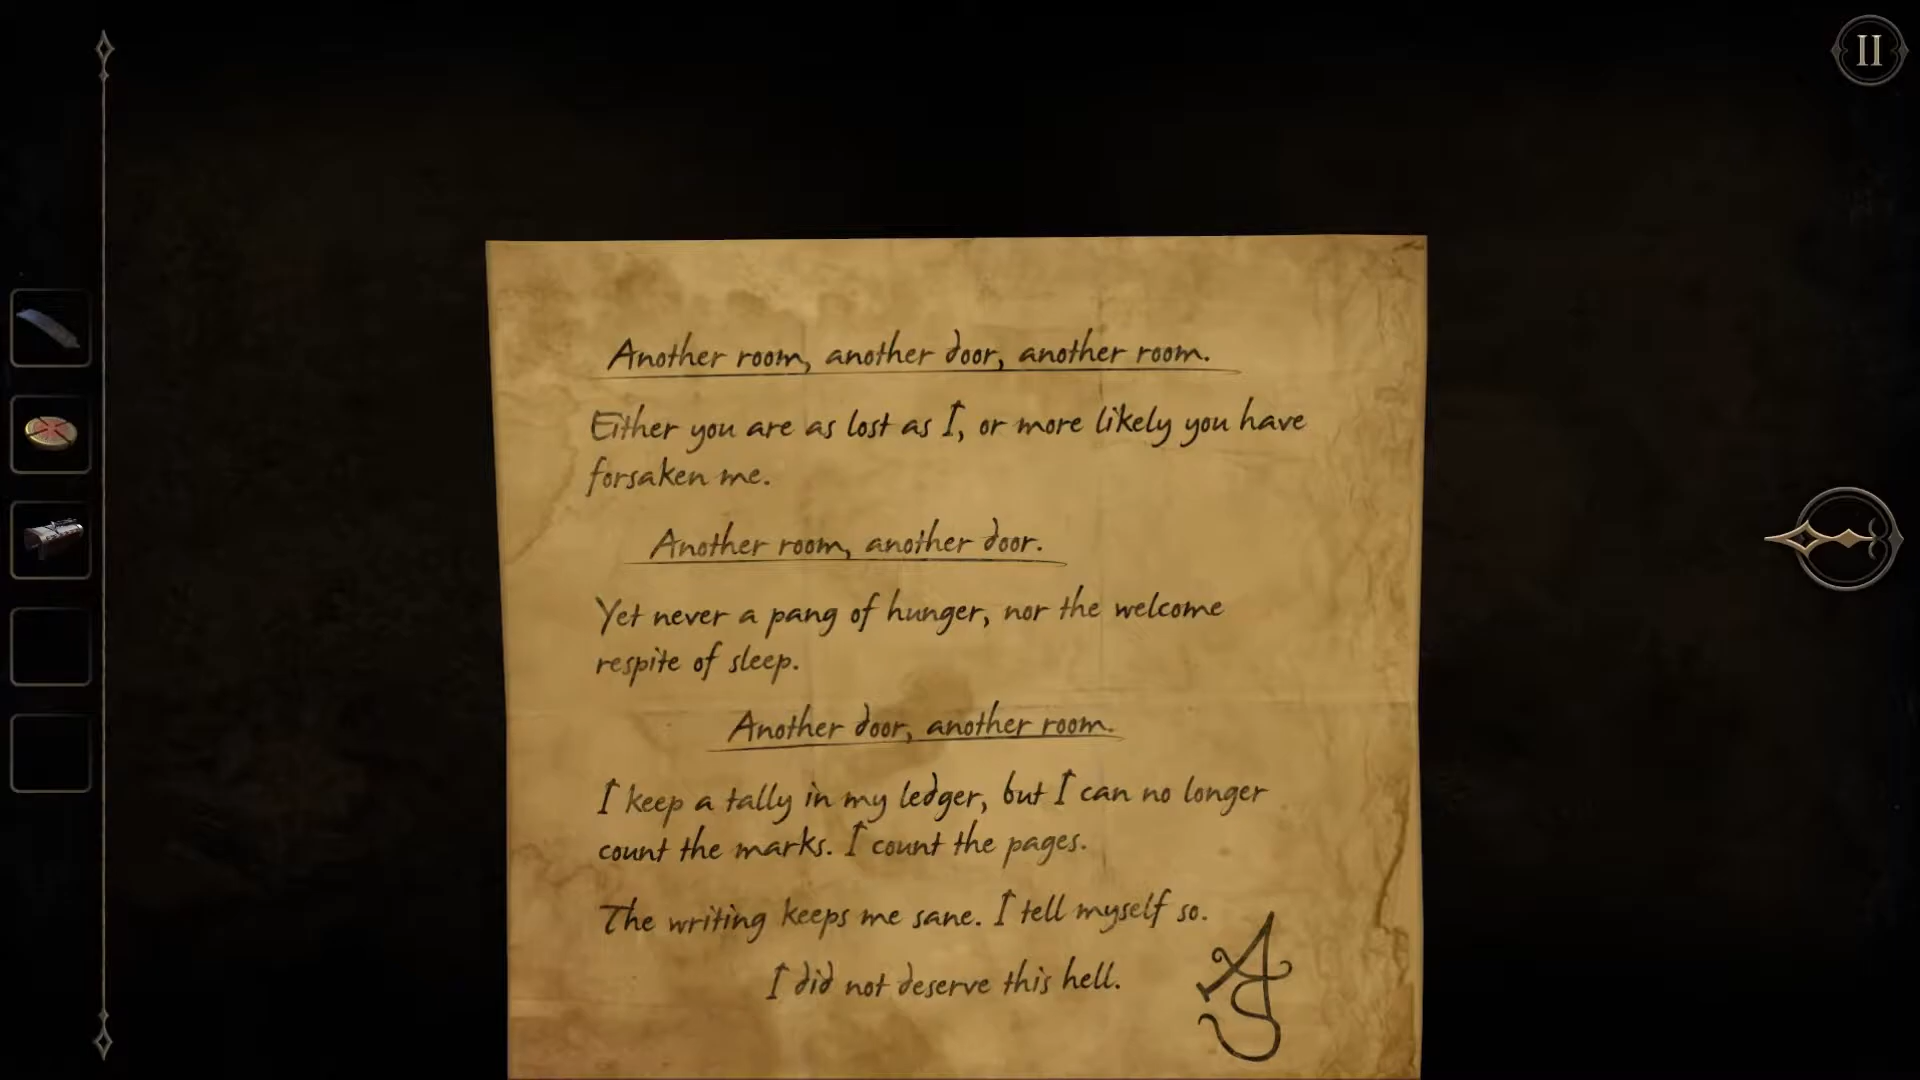 II
Another room, another door, another room.
Either you are as lost as I, or more likely you have
forsaken me.
Another room, another door.
Yet never a pang of hunger, nor the welcome
respite of sleep.
Another door, another room.
I keep a tally in my ledger, but I can no longer
count the marks. I count the pages.
The writing keeps me sane. I tell myself so.
I did not deserve this hell.
AS